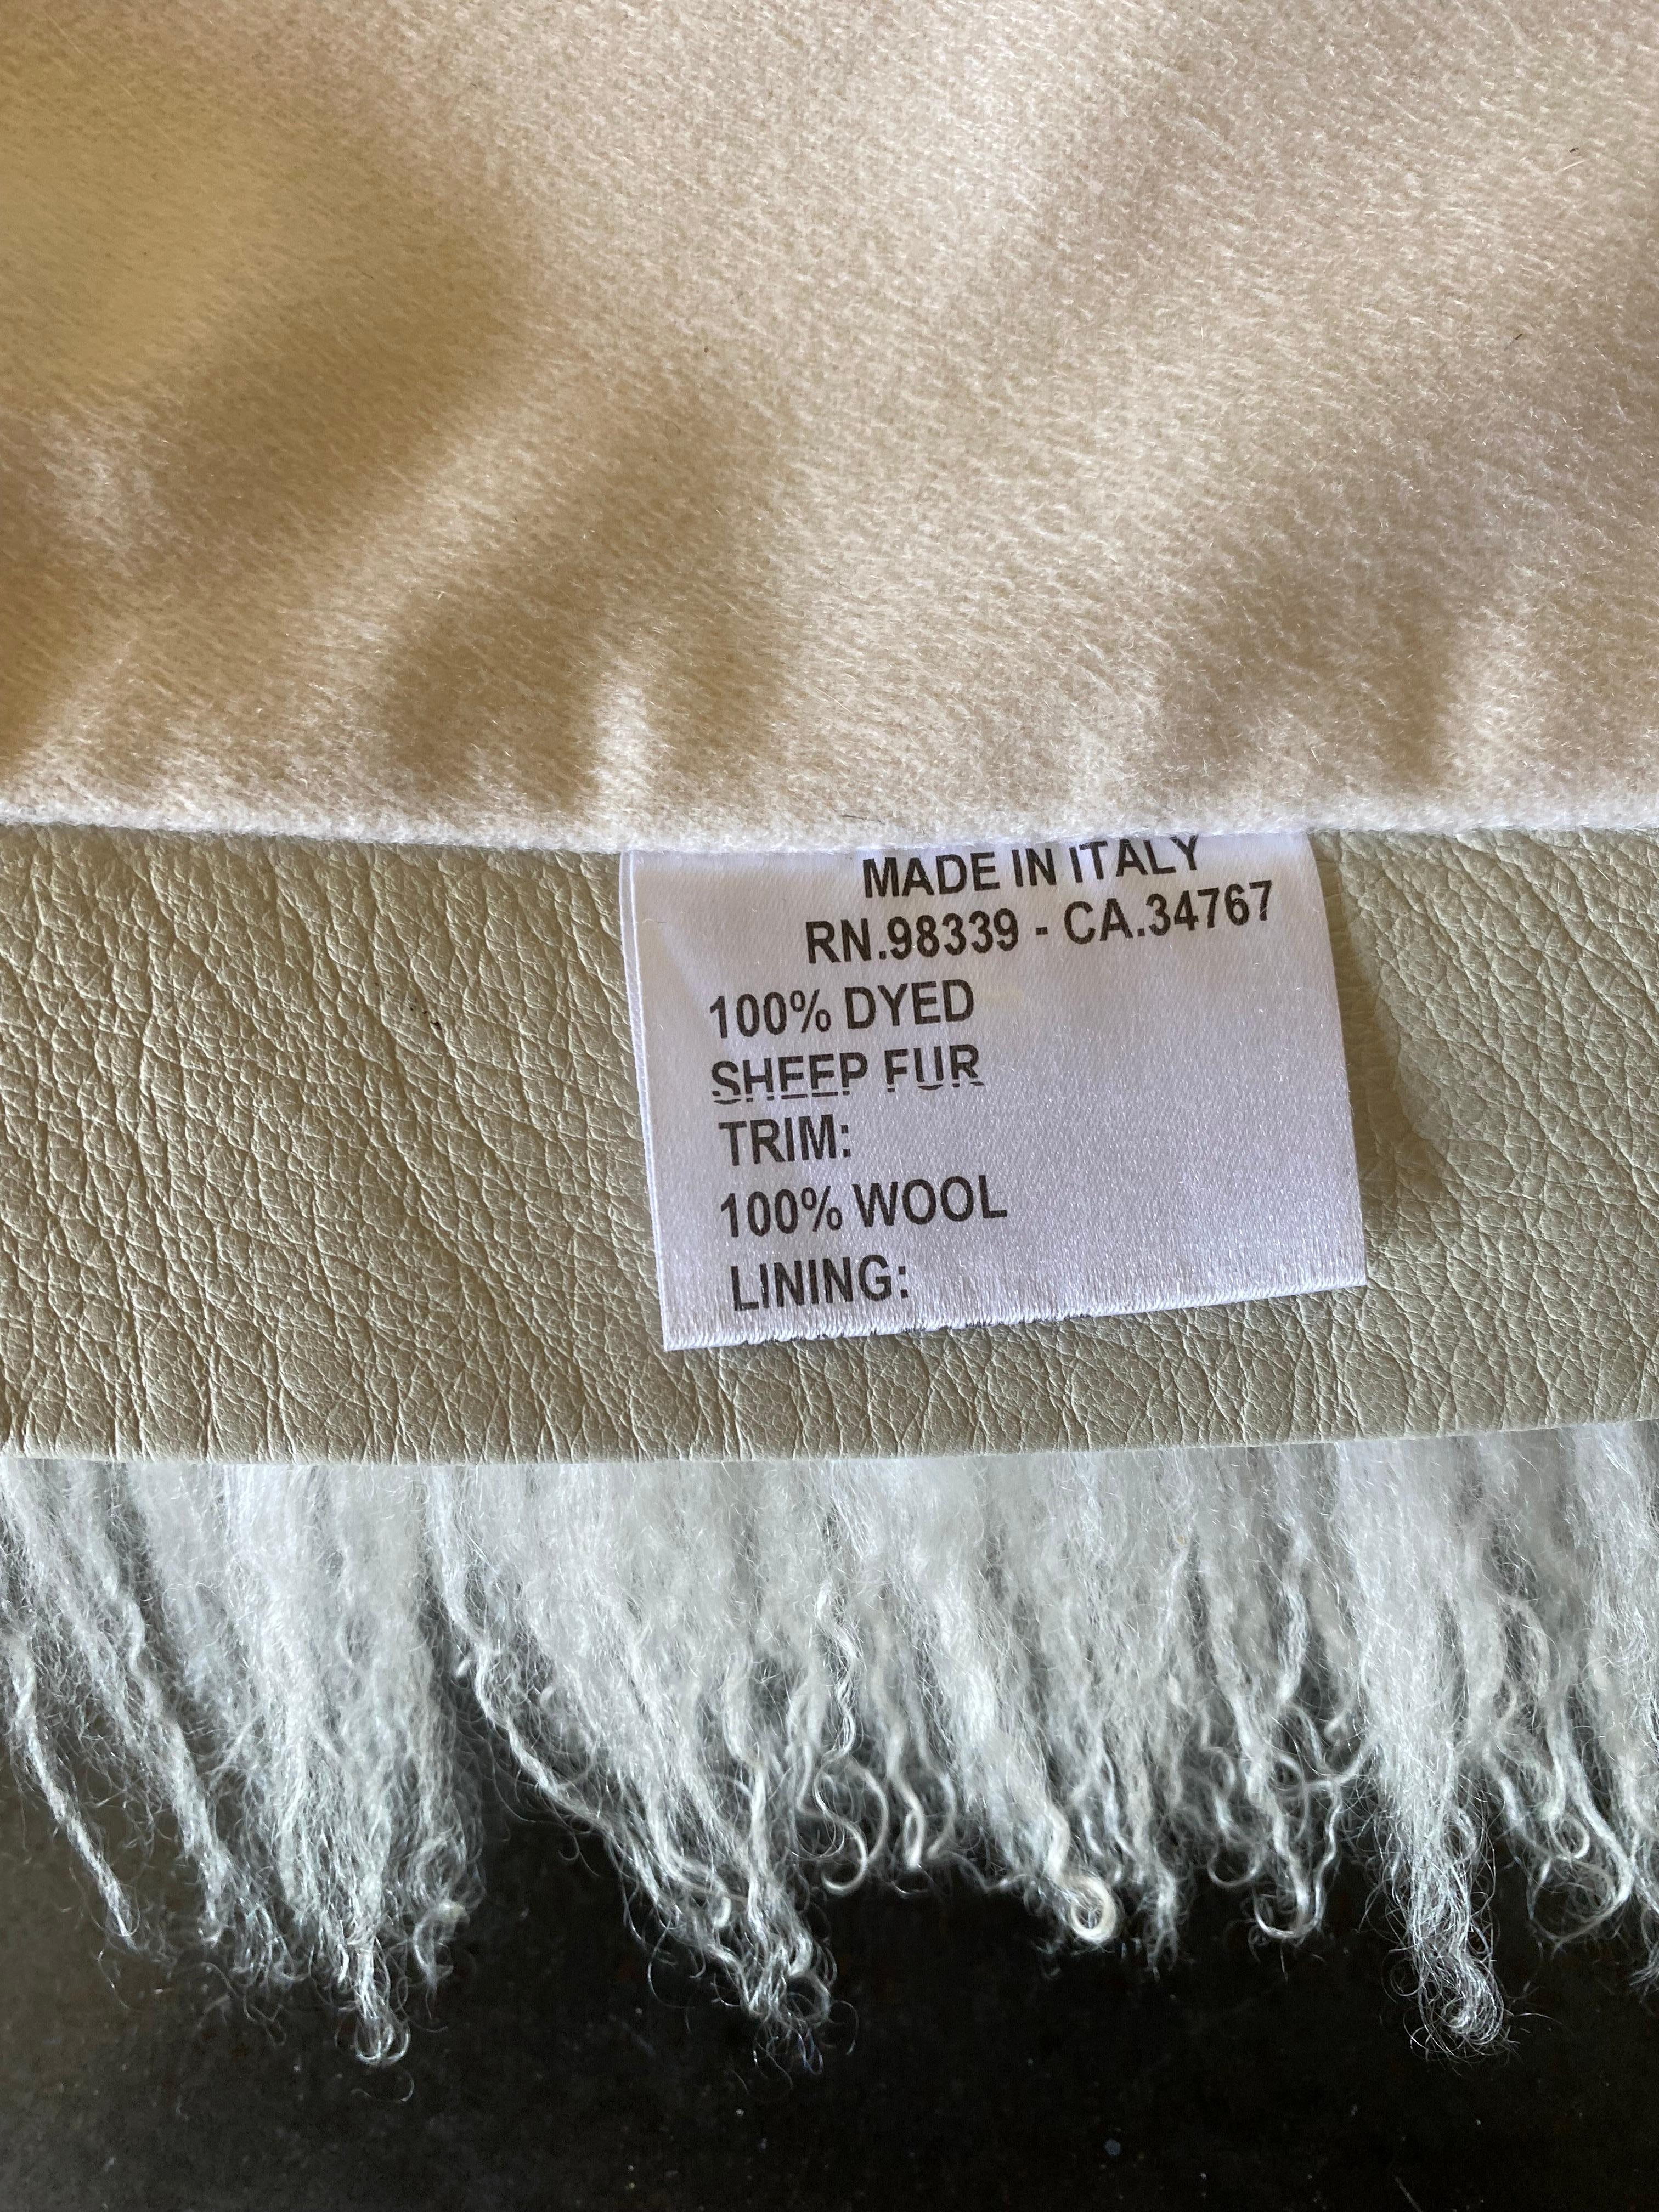 MADE IN ITALY
RN.98339 - CA.34767
100% DYED
SHEEP FUR
TRIM:
100% WOOL
LINING: